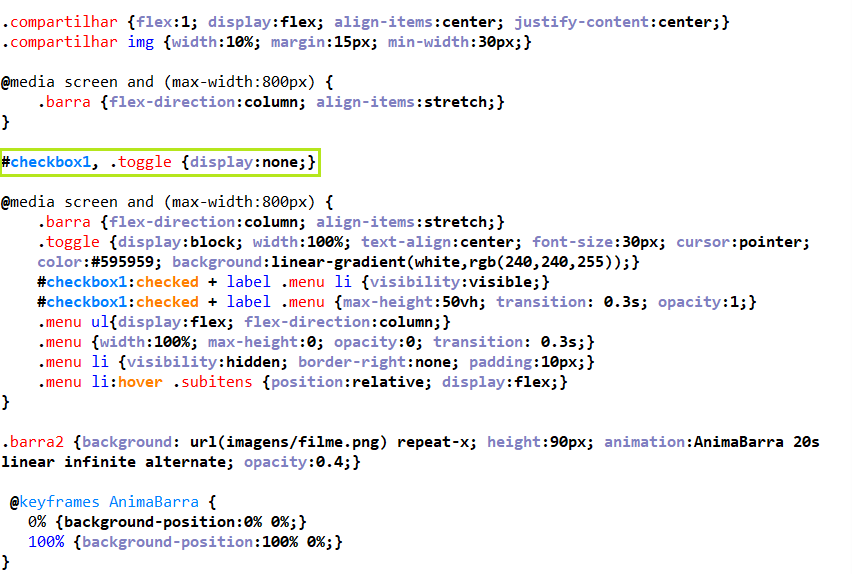 .compartilhar {flex:1; display:flex; align-items:center; justify-content:center;}
.compartilhar img {width:10%; margin:15px; min-width:30px;}
@media screen and (max-width:800px) {
.barra {flex-direction:column; align-items:stretch;}
}
#checkbox1, .toggle {display:none;}
@media screen and (max-width:800px) {
.barra {flex-direction:column; align-items:stretch;}
.toggle {display:block; width:100%; text-align:center; font-size:30px; cursor:pointer;
color:#595959; background:linear-gradient(white,rgb(240,240,255));}
#checkbox1:checked + label .menu li {visibility:visible;}
#checkbox1:checked + label .menu {max-height:50vh; transition: 0.3s; opacity:1;}
.menu ul{display:flex; flex-direction:column;}
.menu {width:100%; max-height:0; opacity:0; transition: 0.3s;}
.menu li {visibility:hidden; border-right:none; padding:10px;}
.menu li:hover .subitens {position:relative; display:flex;}
}
.barra2 {background: url(imagens/filme.png) repeat-x; height:90px; animation:AnimaBarra 20s
linear infinite alternate; opacity:0.4;}
@keyframes AnimaBarra {
0% {background-position:0% 0%;}
100% {background-position:100% 0%;}
}